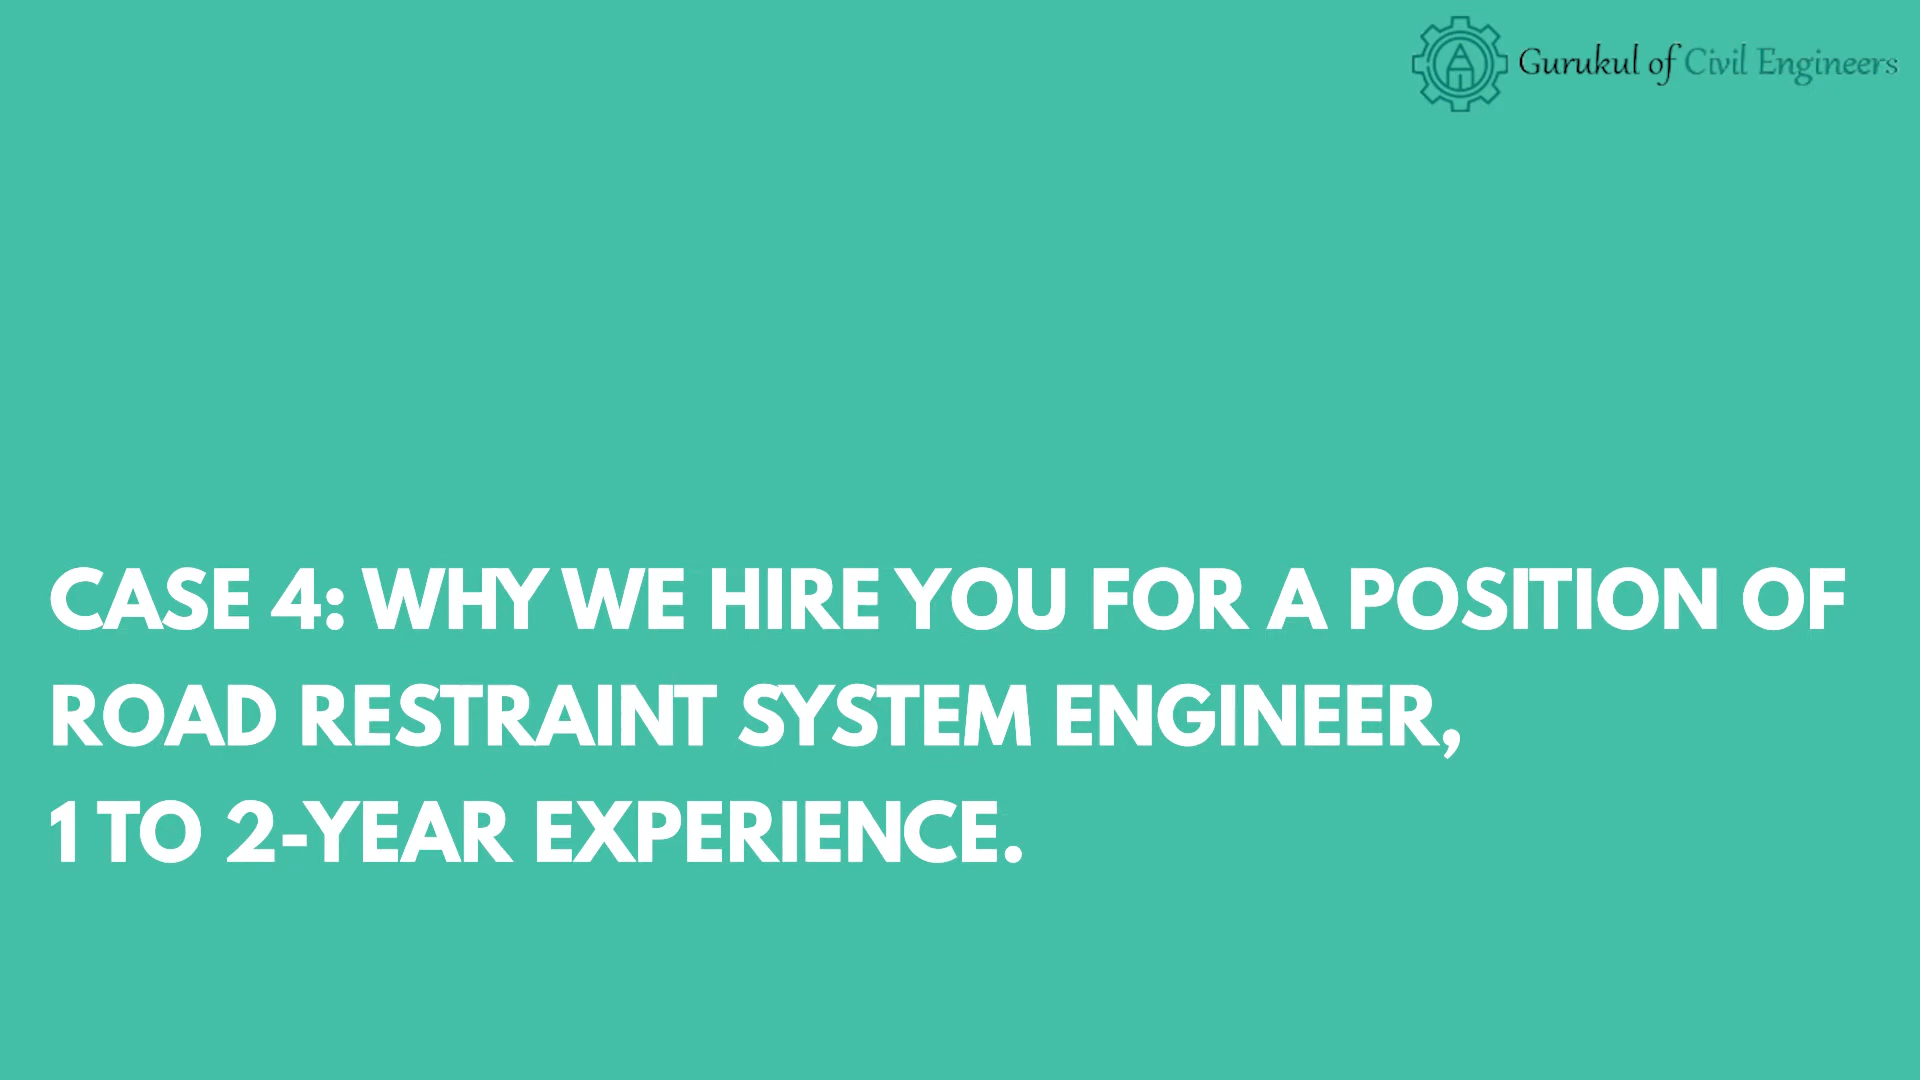 Gurukul of Civil Engineers
CASE 4: WHY WE HIRE YOU FOR A POSITION OF
ROAD RESTRAINT SYSTEM ENGINEER,
1 TO 2-YEAR EXPERIENCE.